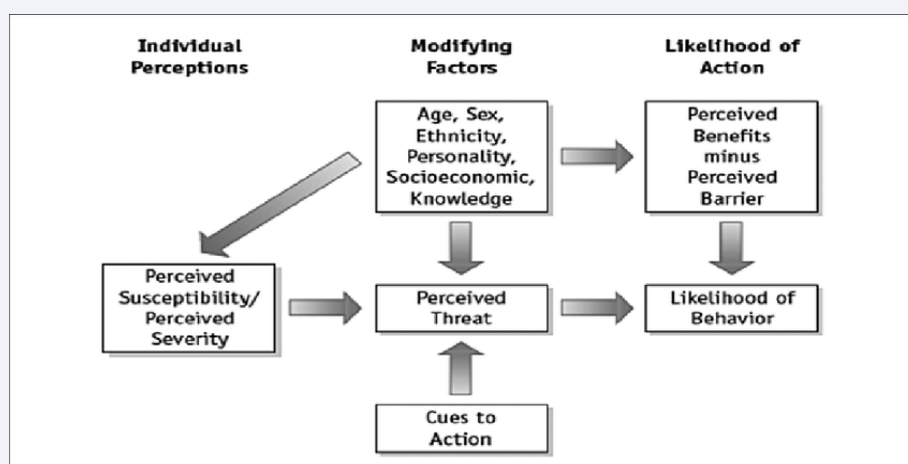 Individual
Perceptions
Modifying
Factors
Likelihood of
Action
Age, Sex,
Ethnicity,
Personality,
Socioeconomic,
Knowledge
Perceived
Benefits
minus
Perceived
Barrier
Perceived
Susceptibility/
Perceived
Severity
Perceived
Threat
Likelihood of
Behavior
Cues to
Action